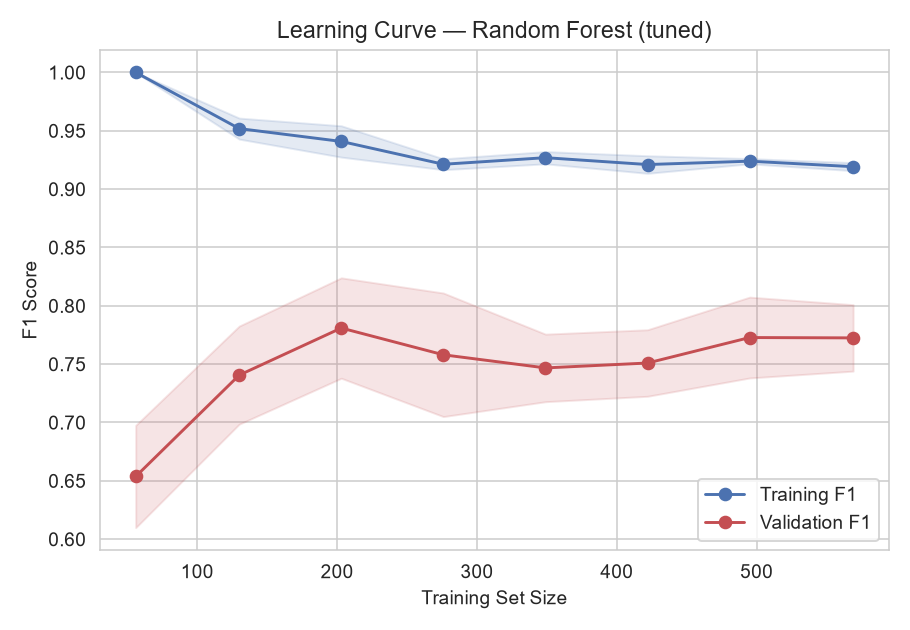 Learning Curve — Random Forest (tuned)
1.00
0.95
0.90
0.85
0.80
0.75
0.70
0.65
0.60
F1 Score
100 200 300 400 500
Training Set Size
Training F1
Validation F1